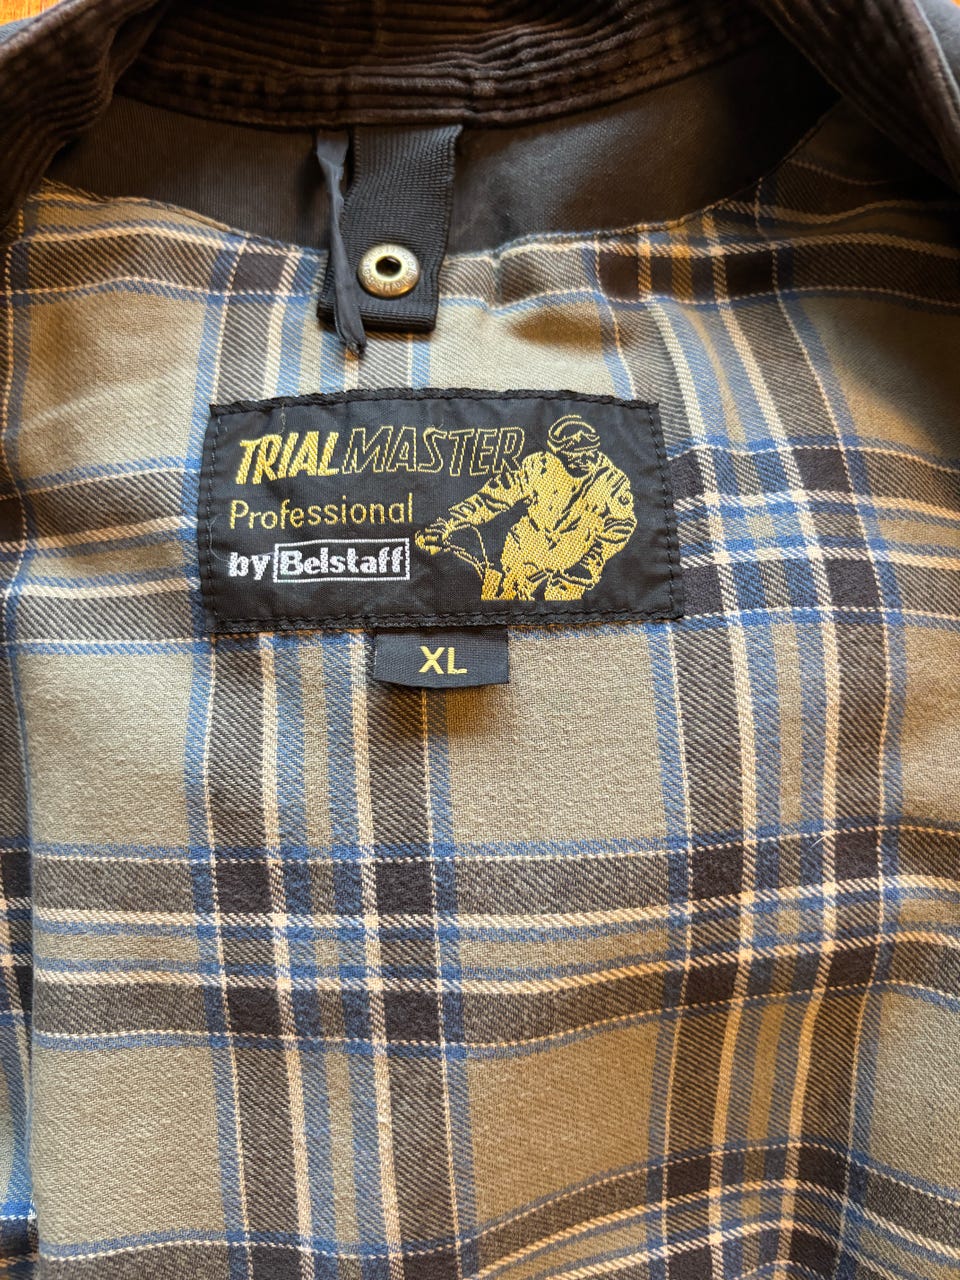 TRIALMASTER
Professional
by Belstaff
XL